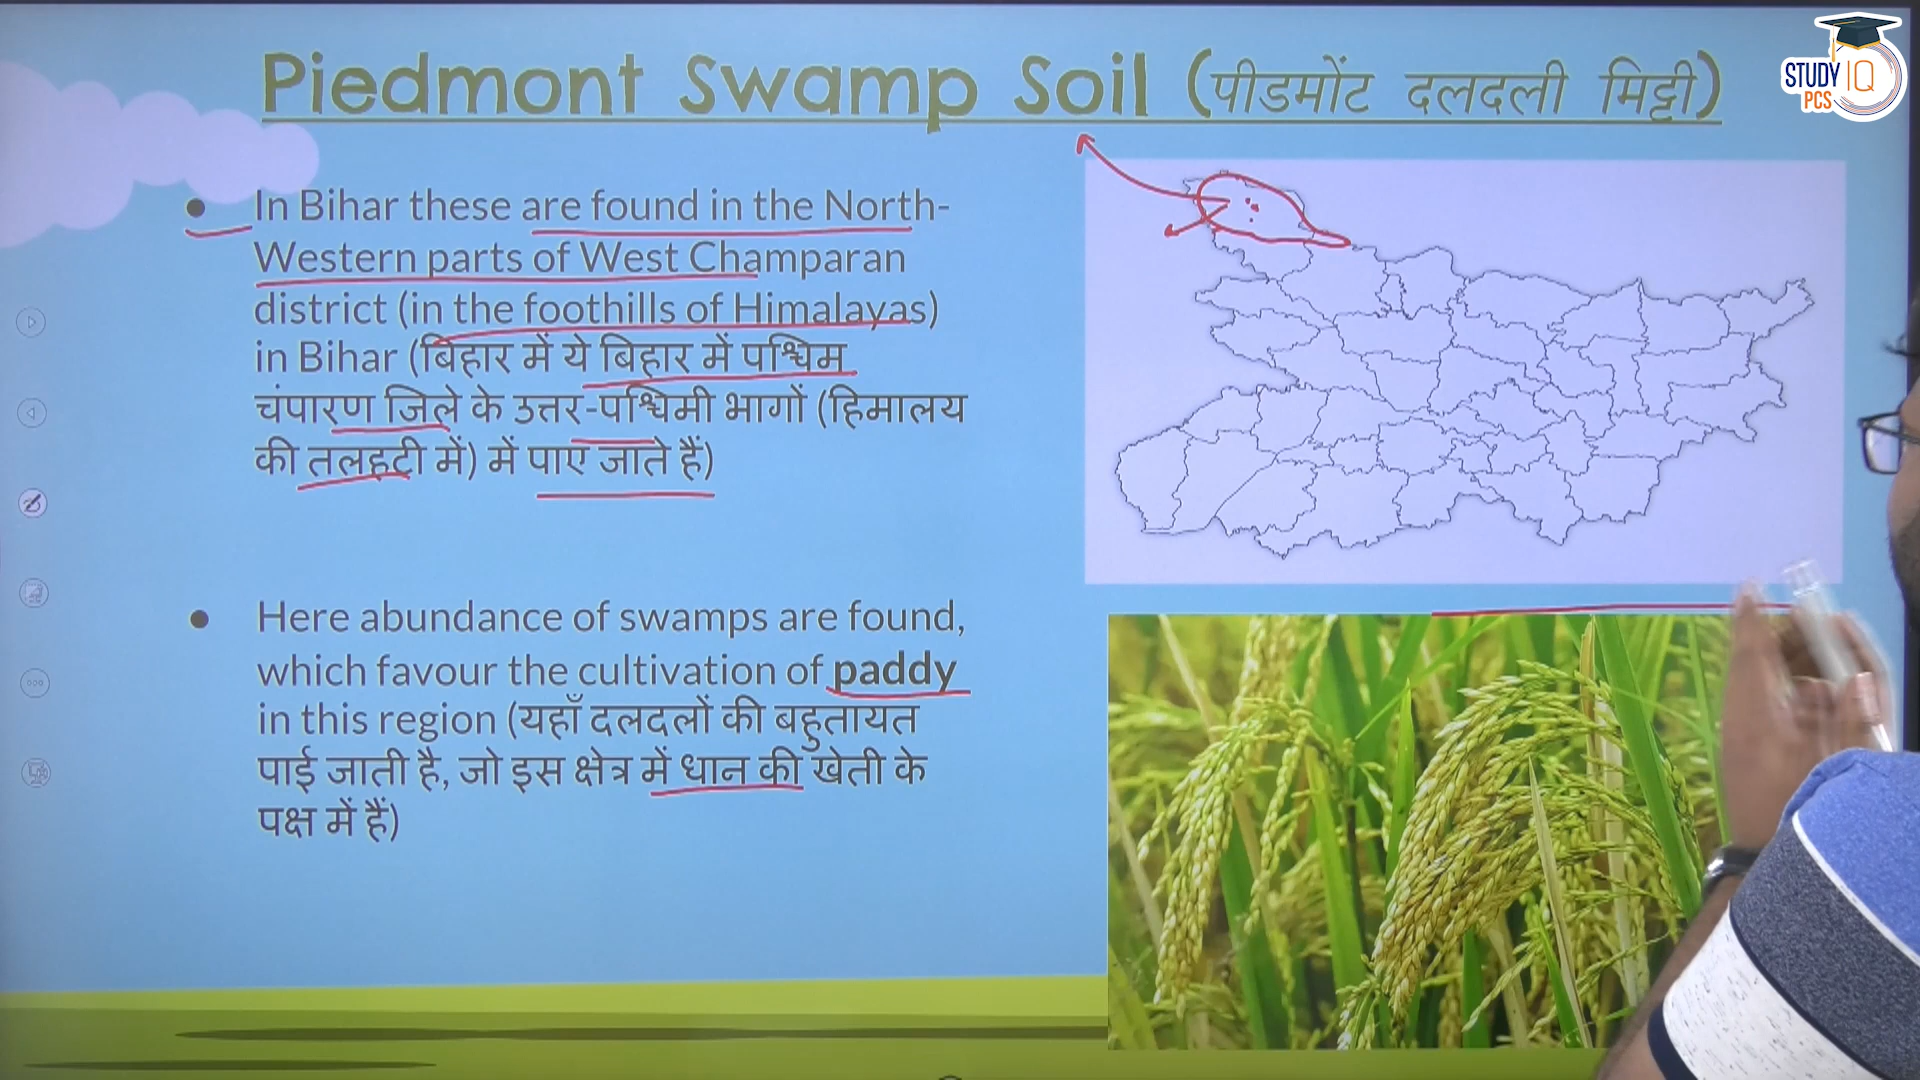 Piedmont Swamp Soil (पीडमोंट दलदली मिट्टी)
STUDY IQ
PCS
In Bihar these are found in the North-
Western parts of West Champaran
district (in the foothills of Himalayas)
in Bihar (बिहार में ये बिहार में पश्चिम
चंपारण जिले के उत्तर-पश्चिमी भागों (हिमालय
की तलहटी में) में पाए जाते हैं)
Here abundance of swamps are found,
which favour the cultivation of paddy
in this region (यहाँ दलदलों की बहुतायत
पाई जाती है, जो इस क्षेत्र में धान की खेती के
पक्ष में हैं)